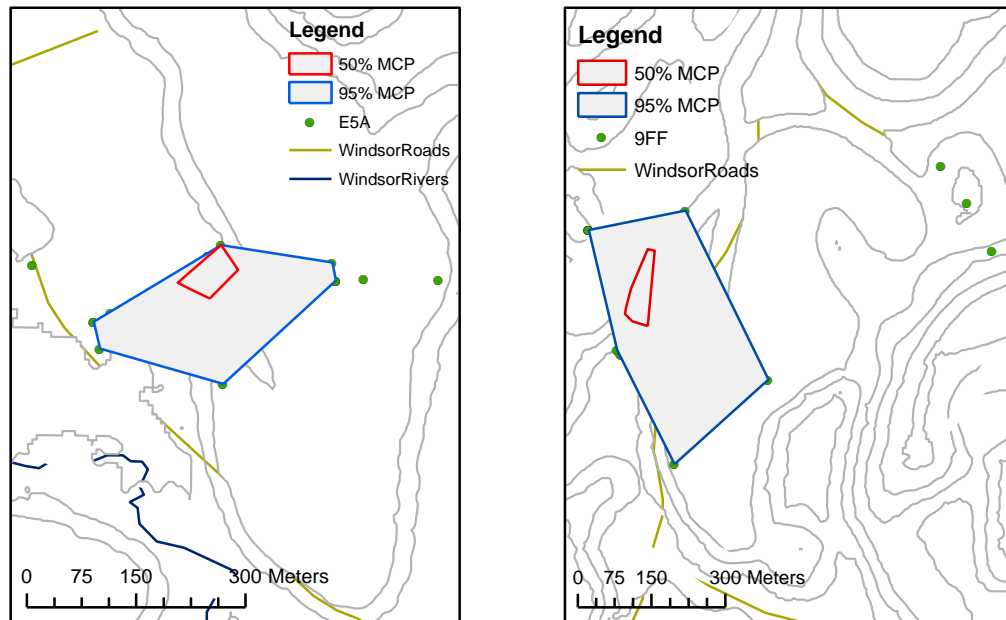 Legend
50% MCP
95% MCP
E5A
WindsorRoads
WindsorRivers
0 75 150 300 Meters
Legend
50% MCP
95% MCP
9FF
WindsorRoads
0 75 150 300 Meters